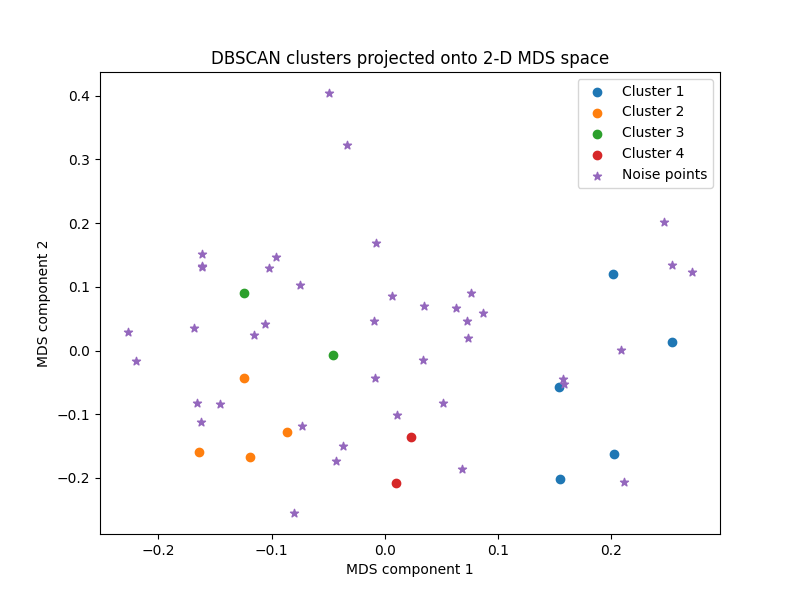 DBSCAN clusters projected onto 2-D MDS space
Cluster 1
Cluster 2
Cluster 3
Cluster 4
Noise points
0.4
0.3
0.2
0.1
0.0
−0.1
−0.2
MDS component 2
−0.2
−0.1
0.0
0.1
0.2
MDS component 1